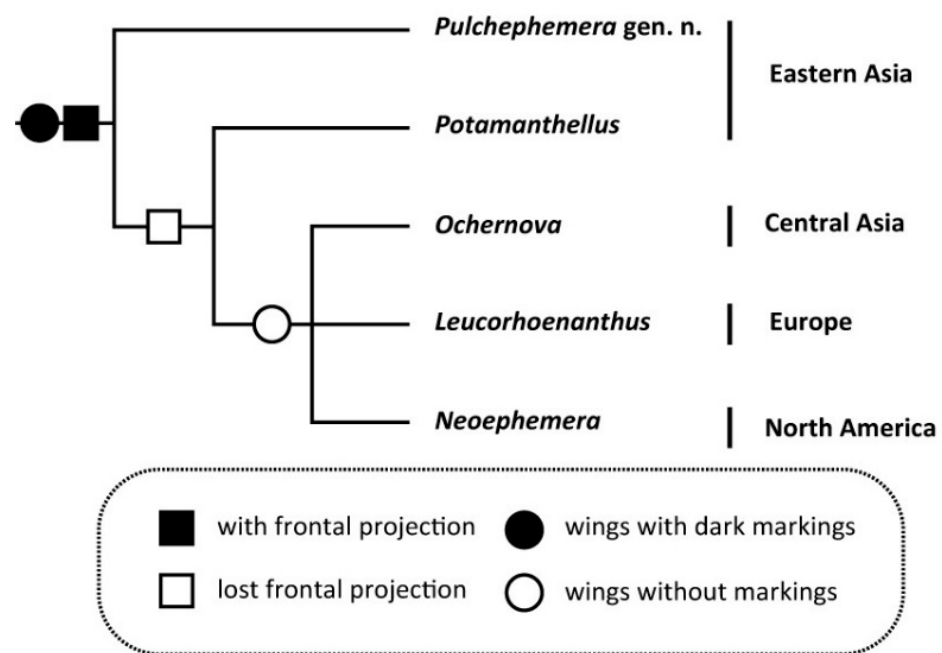 Pulchephemera gen. n.
Eastern Asia
Potamanthellus
Ochernova
Central Asia
Leucorhoenanthus
Europe
Neoephemera
North America
with frontal projection
wings with dark markings
lost frontal projection
wings without markings